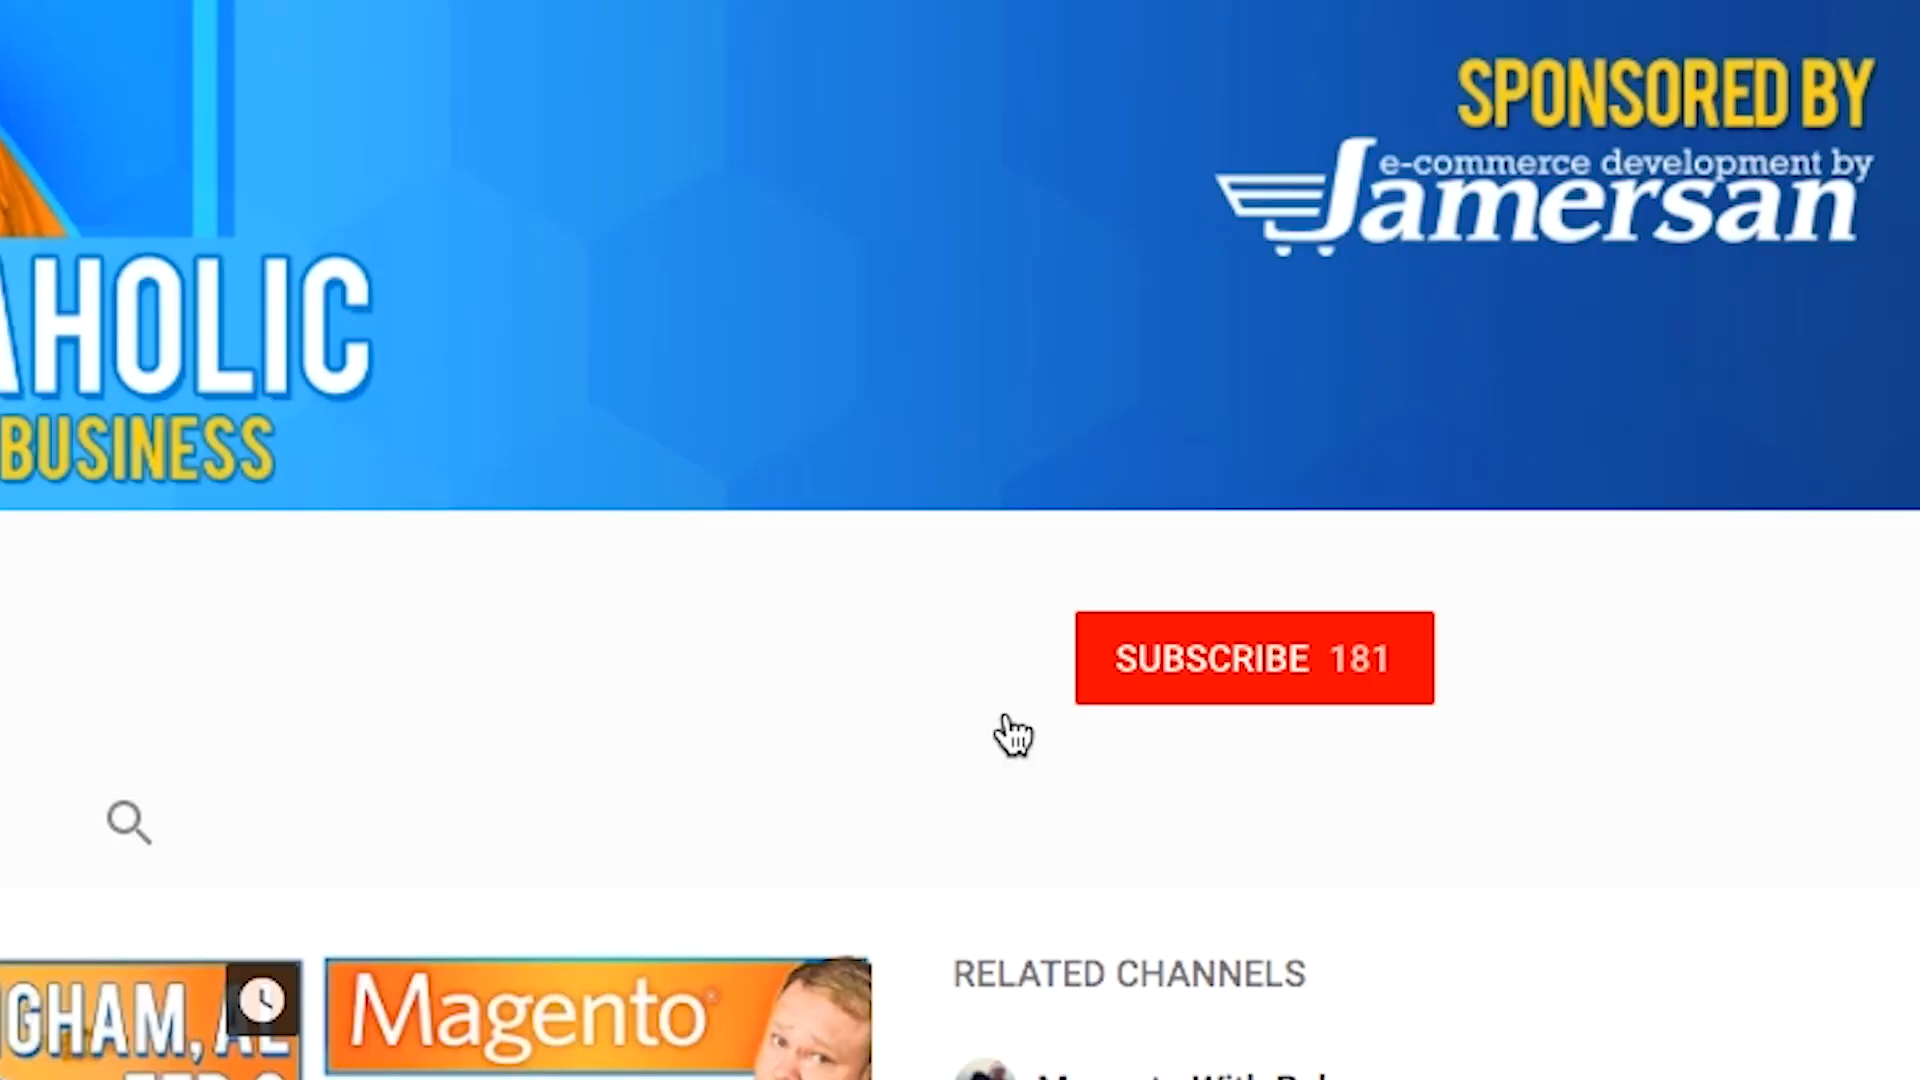 SPONSORED BY
e-commerce development by
Jamersan
AHOLIC
BUSINESS
SUBSCRIBE 181
RELATED CHANNELS
GHAM, AL
Magento